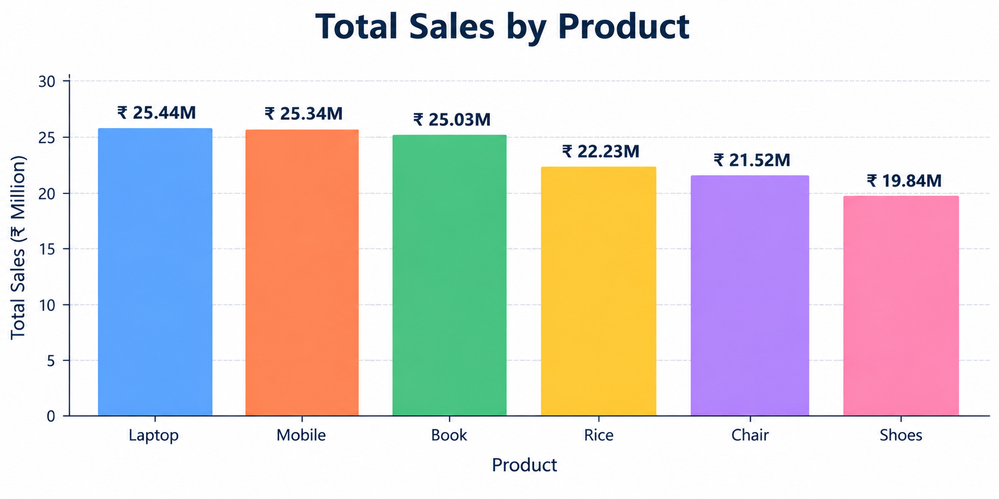 Total Sales by Product
Total Sales (₹ Million)
30
25
20
15
10
5
0
₹ 25.44M
₹ 25.34M
₹ 25.03M
₹ 22.23M
₹ 21.52M
₹ 19.84M
Laptop
Mobile
Book
Rice
Chair
Shoes
Product